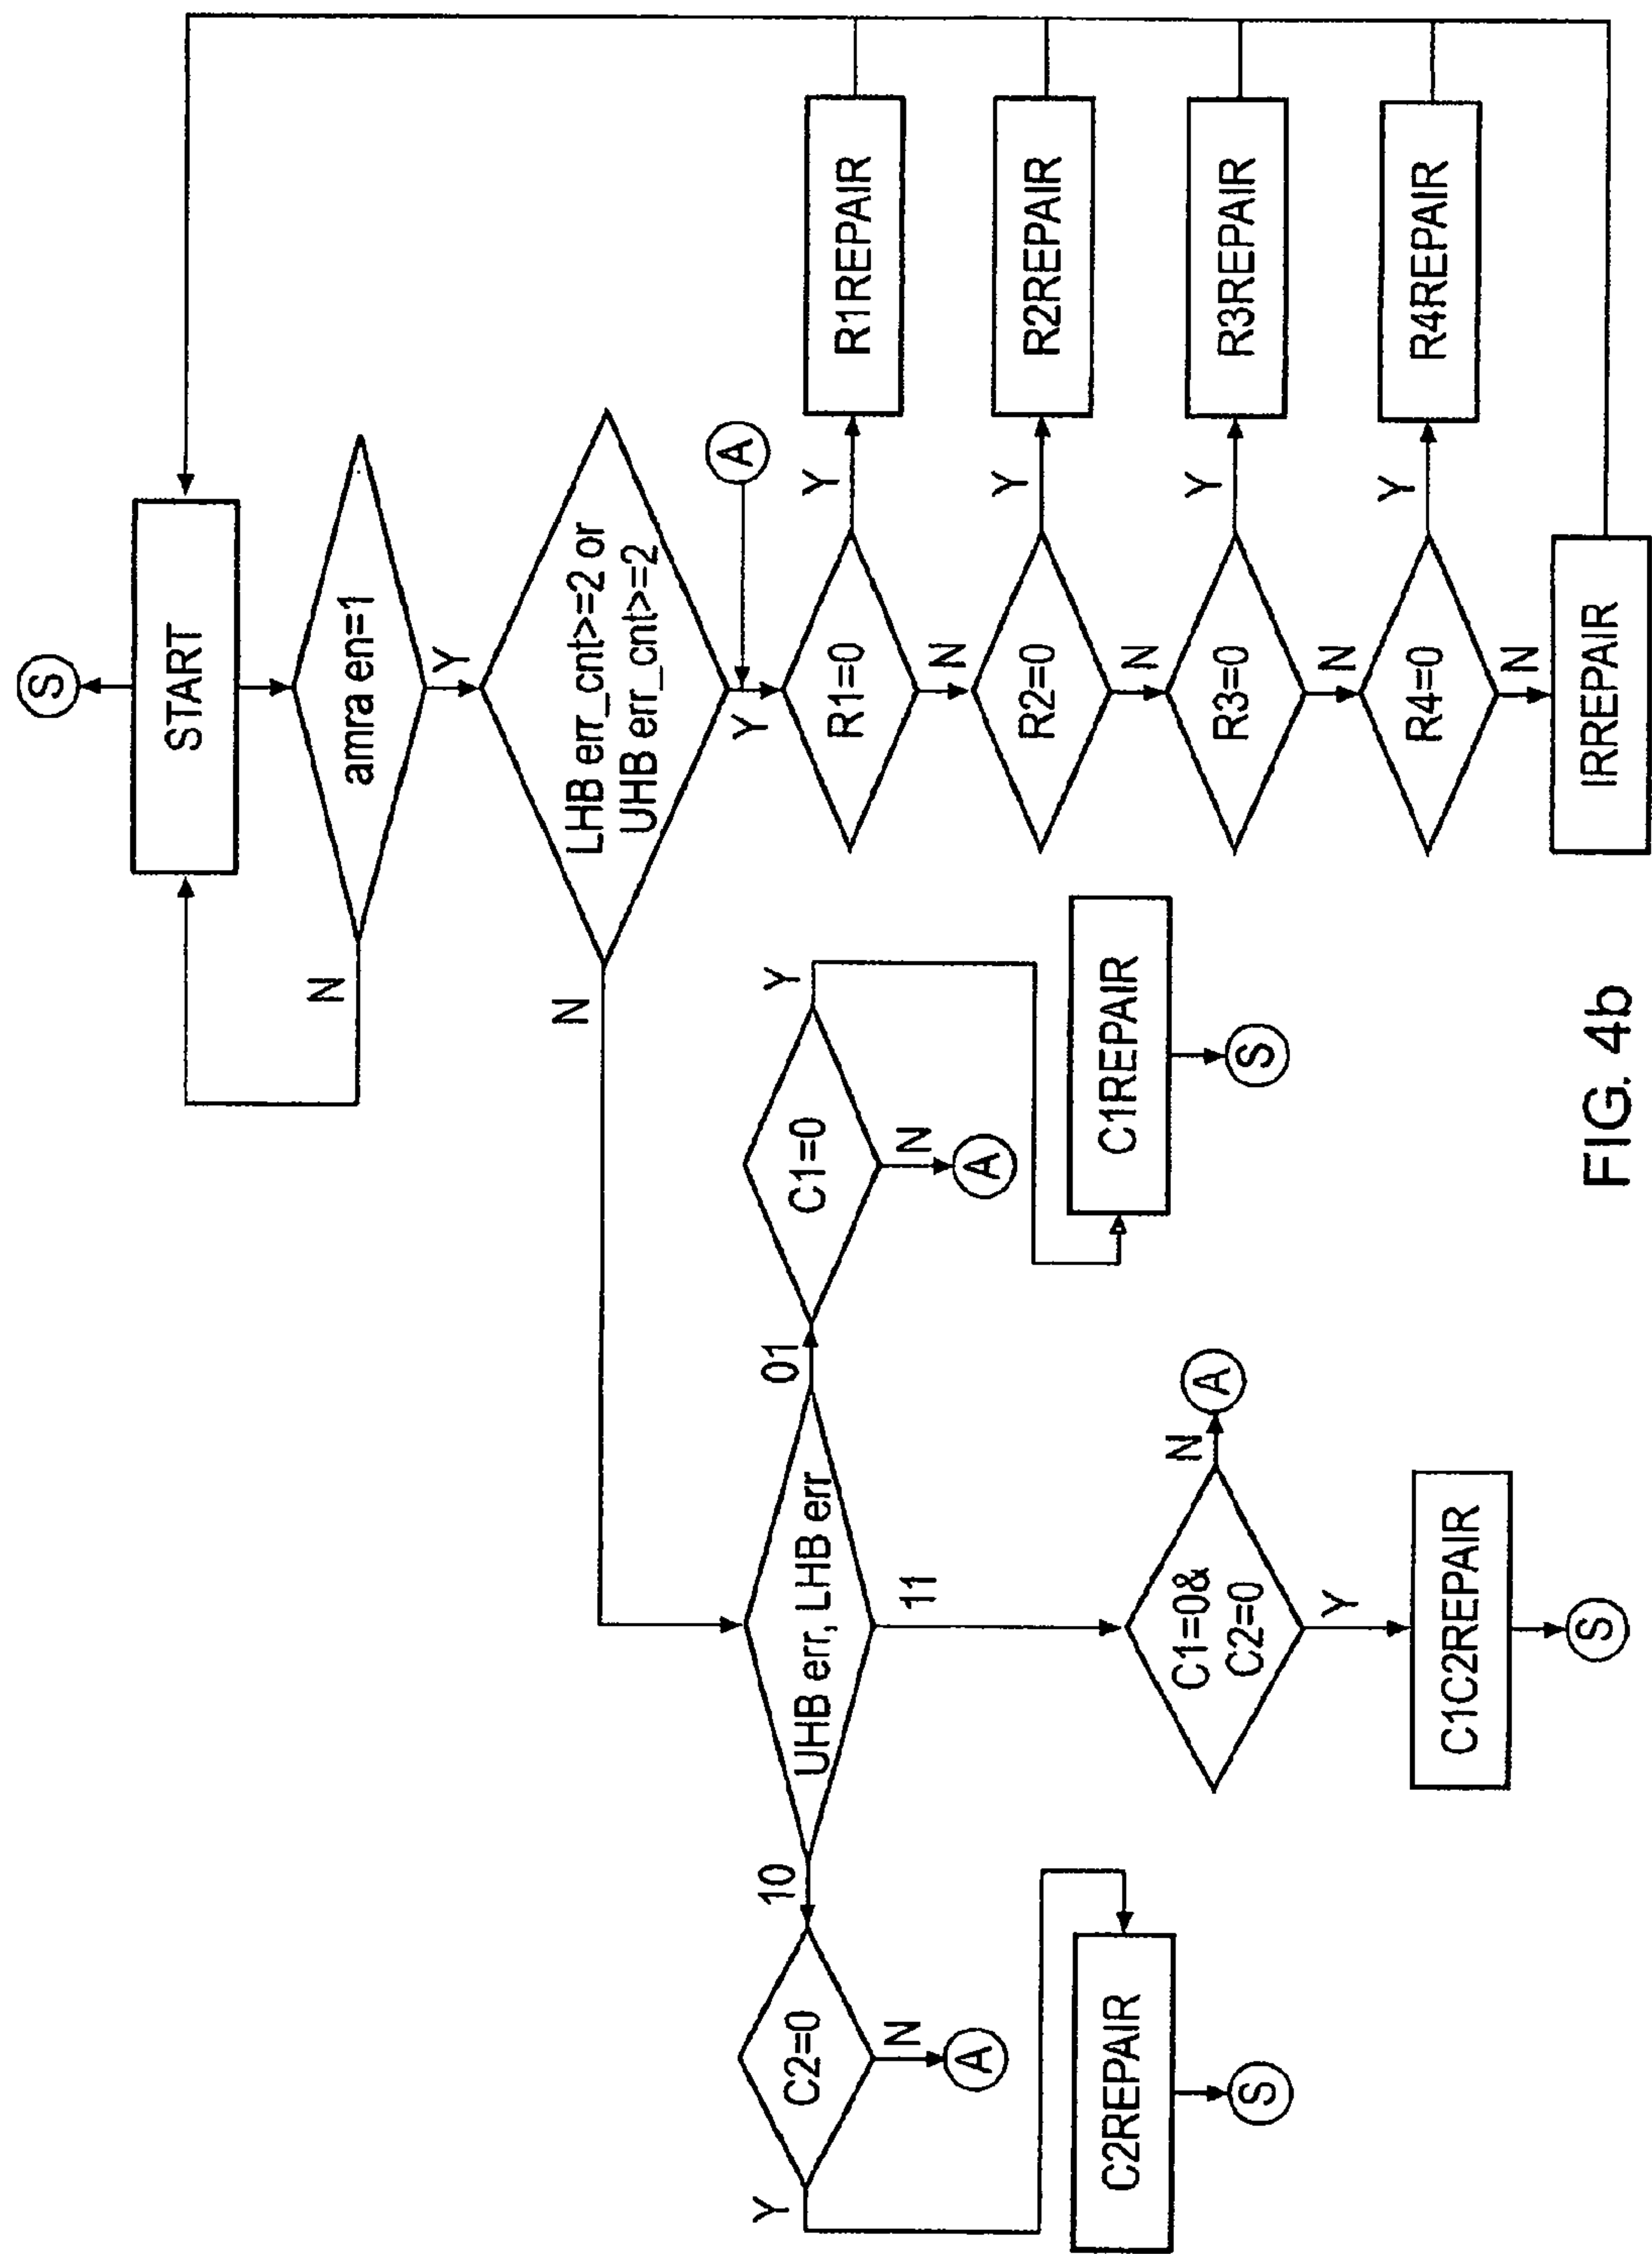 S
START
amra en=1
N
Y
LHB err_cnt>=2 or
UHB err_cnt>=2
N
Y
A
R1=0
Y
R1REPAIR
N
R2=0
Y
R2REPAIR
N
R3=0
Y
R3REPAIR
N
R4=0
Y
R4REPAIR
N
IRREPAIR
UHB err, LHB err
10
01
11
C2=0
Y
N
A
C2REPAIR
S
C1=0&
C2=0
N
A
Y
C1C2REPAIR
S
C1=0
Y
N
A
C1REPAIR
S
FIG. 4b